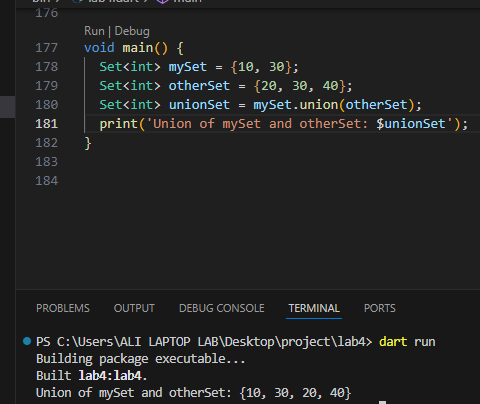 176
Run | Debug
177 void main() {
178 Set<int> mySet = {10, 30};
179 Set<int> otherSet = {20, 30, 40};
180 Set<int> unionSet = mySet.union(otherSet);
181 print('Union of mySet and otherSet: $unionSet');
182 }
183
184
PROBLEMS OUTPUT DEBUG CONSOLE TERMINAL PORTS
PS C:\Users\ALI LAPTOP LAB\Desktop\project\lab4> dart run
Building package executable...
Built lab4:lab4.
Union of mySet and otherSet: {10, 30, 20, 40}